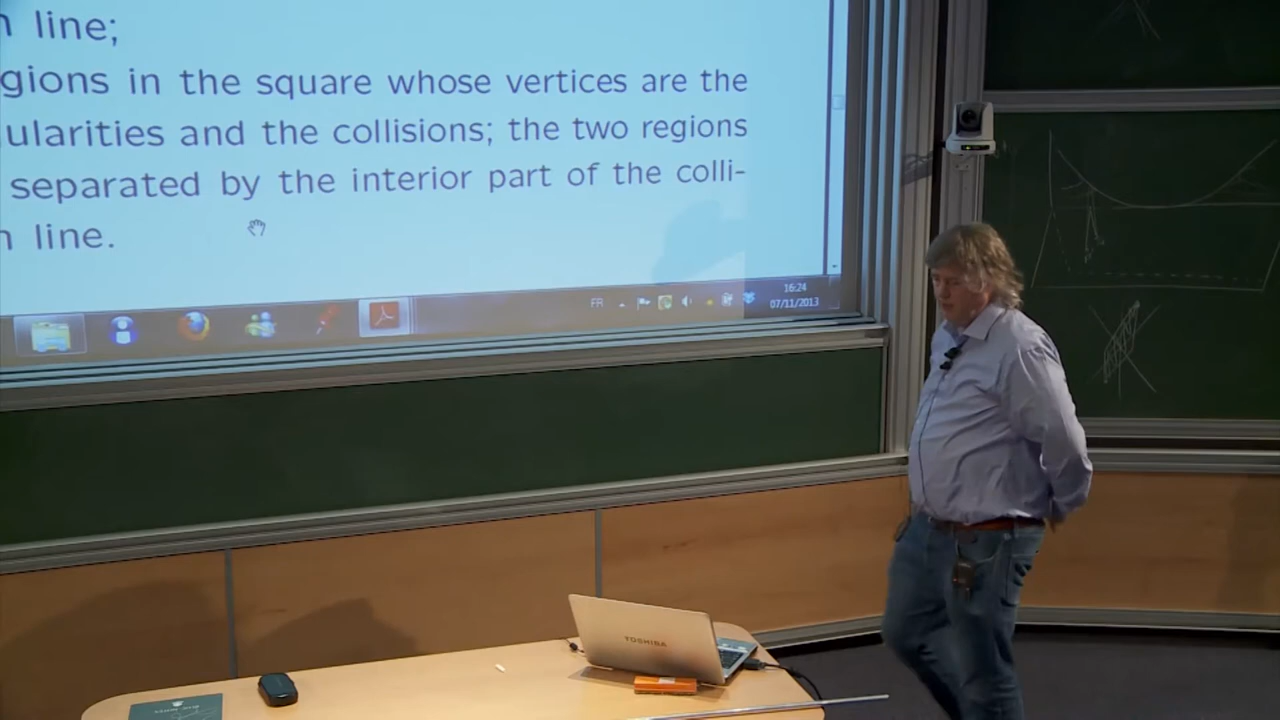 line;
gions in the square whose vertices are the
ularities and the collisions; the two regions
separated by the interior part of the colli-
line.
FR
16:24
07/11/2013
TOSHIBA